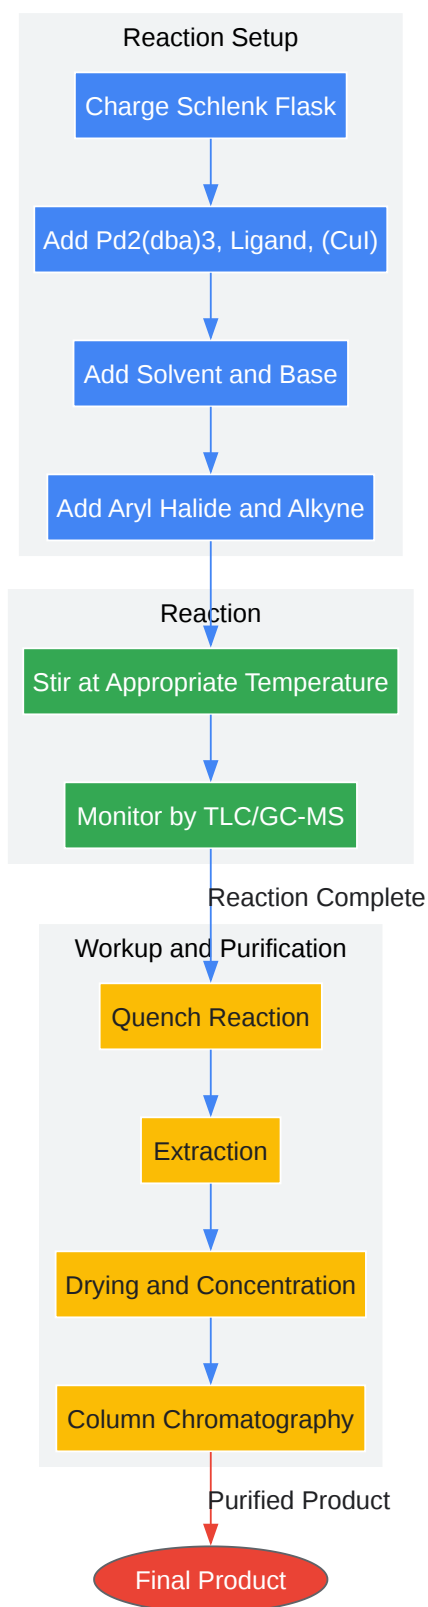 Reaction Setup
Charge Schlenk Flask
Add Pd2(dba)3, Ligand, (CuI)
Add Solvent and Base
Add Aryl Halide and Alkyne
Reaction
Stir at Appropriate Temperature
Monitor by TLC/GC-MS
Reaction Complete
Workup and Purification
Quench Reaction
Extraction
Drying and Concentration
Column Chromatography
Purified Product
Final Product